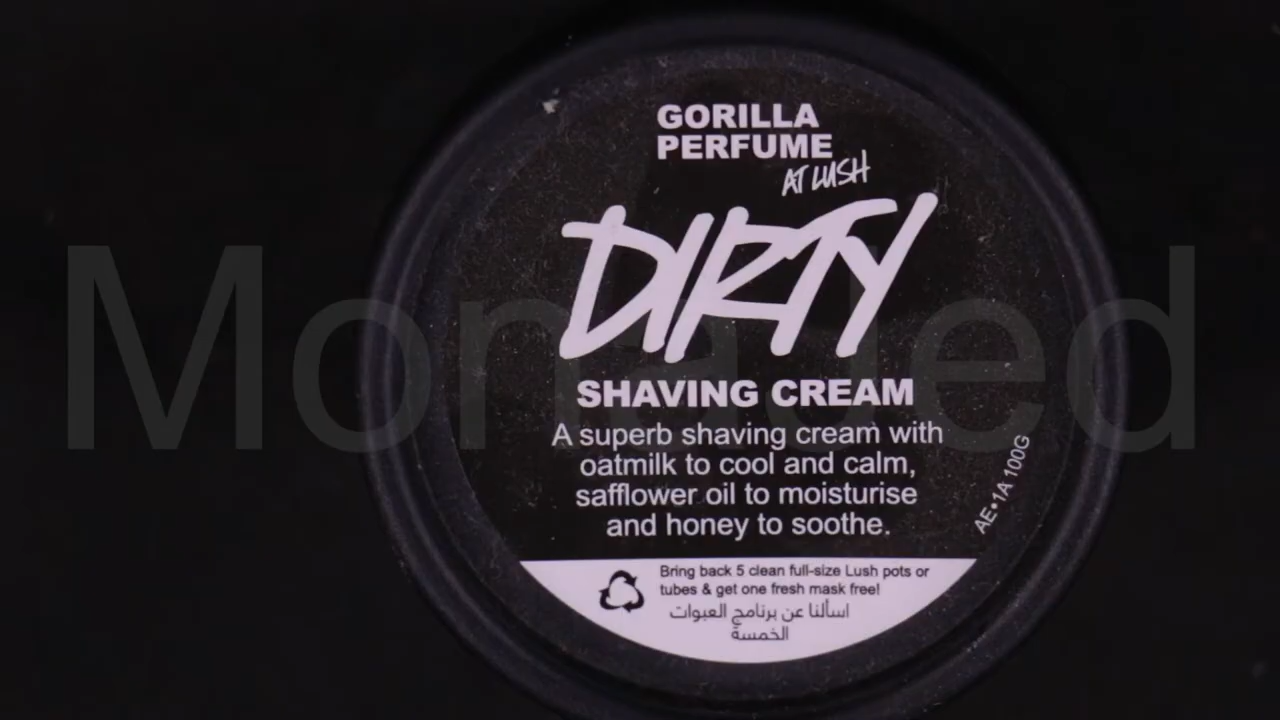 GORILLA
PERFUME
AT LUSH
DIRTY
SHAVING CREAM
A superb shaving cream with
oatmilk to cool and calm,
safflower oil to moisturise
and honey to soothe.
AE•1A 100G
Bring back 5 clean full-size Lush pots or
tubes & get one fresh mask free!
اسألنا عن برنامج العبوات
الخمسة
MonaJed